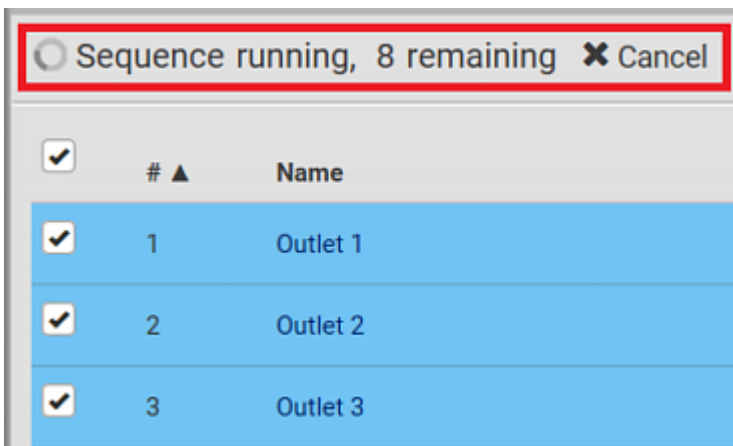 Sequence running, 8 remaining ✖ Cancel
# ▲ Name
1 Outlet 1
2 Outlet 2
3 Outlet 3